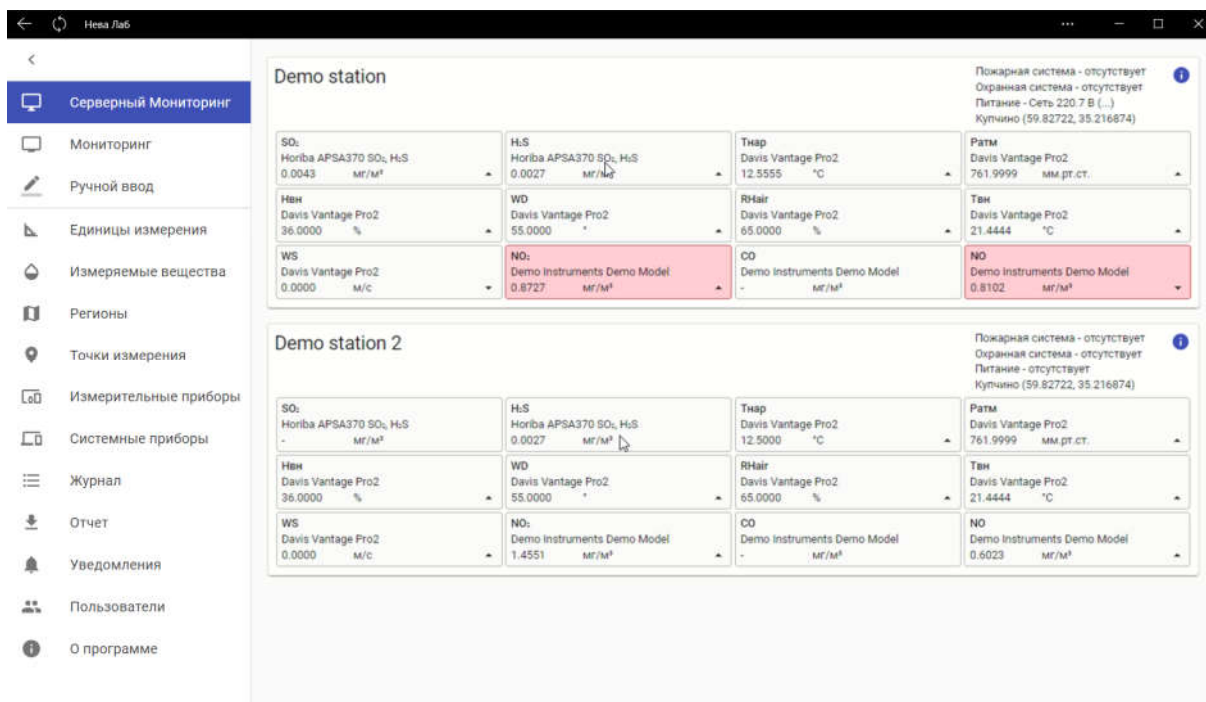 Нева Лаб
Серверный Мониторинг
Мониторинг
Ручной ввод
Единицы измерения
Измеряемые вещества
Регионы
Точки измерения
Измерительные приборы
Системные приборы
Журнал
Отчет
Уведомления
Пользователи
О программе
Demo station
Пожарная система - отсутствует
Охранная система - отсутствует
Питание - Сеть 220.7 В (...)
Купчино (59.82722, 35.216874)
SO₂
Horiba APSA370 SO₂, H₂S
0.0043 мг/м³
H₂S
Horiba APSA370 SO₂, H₂S
0.0027 мг/м³
Tнар
Davis Vantage Pro2
12.5555 °C
Pатм
Davis Vantage Pro2
761.9999 мм.рт.ст.
Hвн
Davis Vantage Pro2
36.0000 %
WD
Davis Vantage Pro2
55.0000 °
RHair
Davis Vantage Pro2
65.0000 %
Tвн
Davis Vantage Pro2
21.4444 °C
WS
Davis Vantage Pro2
0.0000 м/с
NO₂
Demo Instruments Demo Model
0.8727 мг/м³
CO
Demo Instruments Demo Model
- мг/м³
NO
Demo Instruments Demo Model
0.8102 мг/м³
Demo station 2
Пожарная система - отсутствует
Охранная система - отсутствует
Питание - отсутствует
Купчино (59.82722, 35.216874)
SO₂
Horiba APSA370 SO₂, H₂S
- мг/м³
H₂S
Horiba APSA370 SO₂, H₂S
0.0027 мг/м³
Tнар
Davis Vantage Pro2
12.5000 °C
Pатм
Davis Vantage Pro2
761.9999 мм.рт.ст.
Hвн
Davis Vantage Pro2
36.0000 %
WD
Davis Vantage Pro2
55.0000 °
RHair
Davis Vantage Pro2
65.0000 %
Tвн
Davis Vantage Pro2
21.4444 °C
WS
Davis Vantage Pro2
0.0000 м/с
NO₂
Demo Instruments Demo Model
1.4551 мг/м³
CO
Demo Instruments Demo Model
- мг/м³
NO
Demo Instruments Demo Model
0.6023 мг/м³